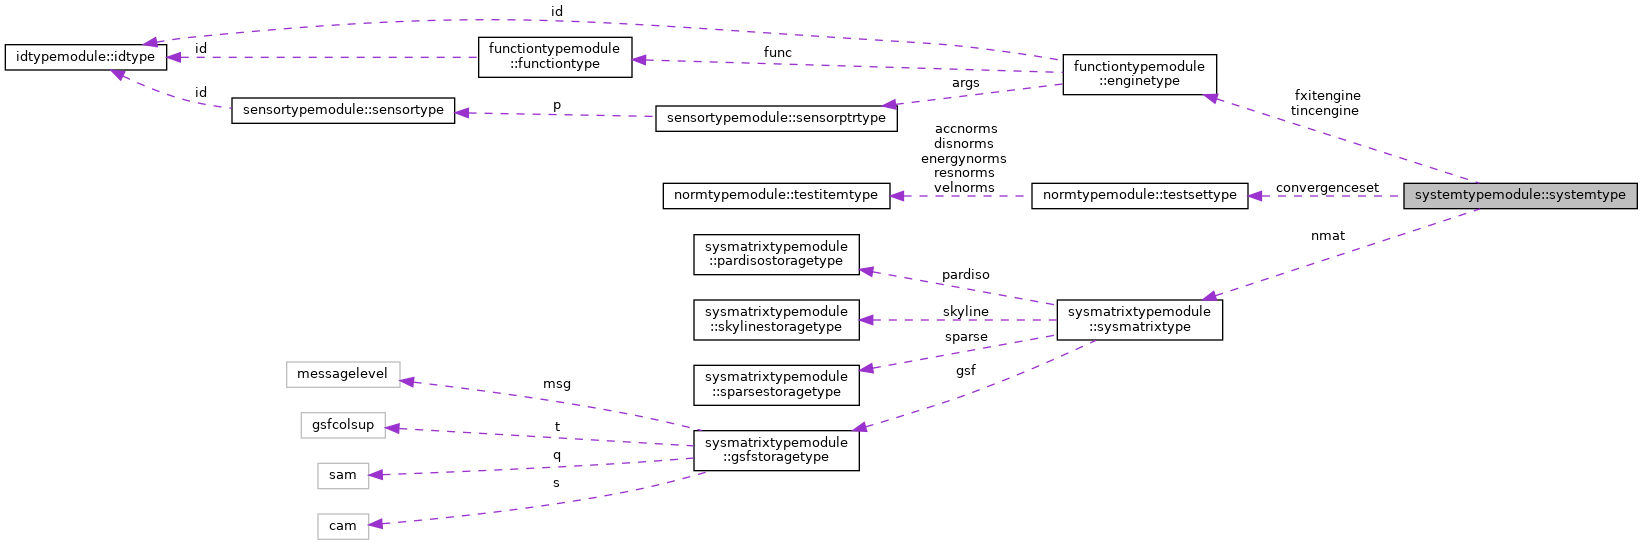 id
idtypemodule::idtype
id
functiontypemodule
::functiontype
func
functiontypemodule
::enginetype
id
sensortypemodule::sensortype
p
sensortypemodule::sensorptrtype
args
fxitengine
tincengine
accnorms
disnorms
energynorms
resnorms
velnorms
normtypemodule::testitemtype
normtypemodule::testsettype
convergenceset
systemtypemodule::systemtype
nmat
sysmatrixtypemodule
::pardisostoragetype
pardiso
sysmatrixtypemodule
::skylinestoragetype
skyline
sysmatrixtypemodule
::sysmatrixtype
sparse
sysmatrixtypemodule
::sparsestoragetype
gsf
messagelevel
msg
gsfcolsup
t
sysmatrixtypemodule
::gsfstoragetype
sam
q
s
cam